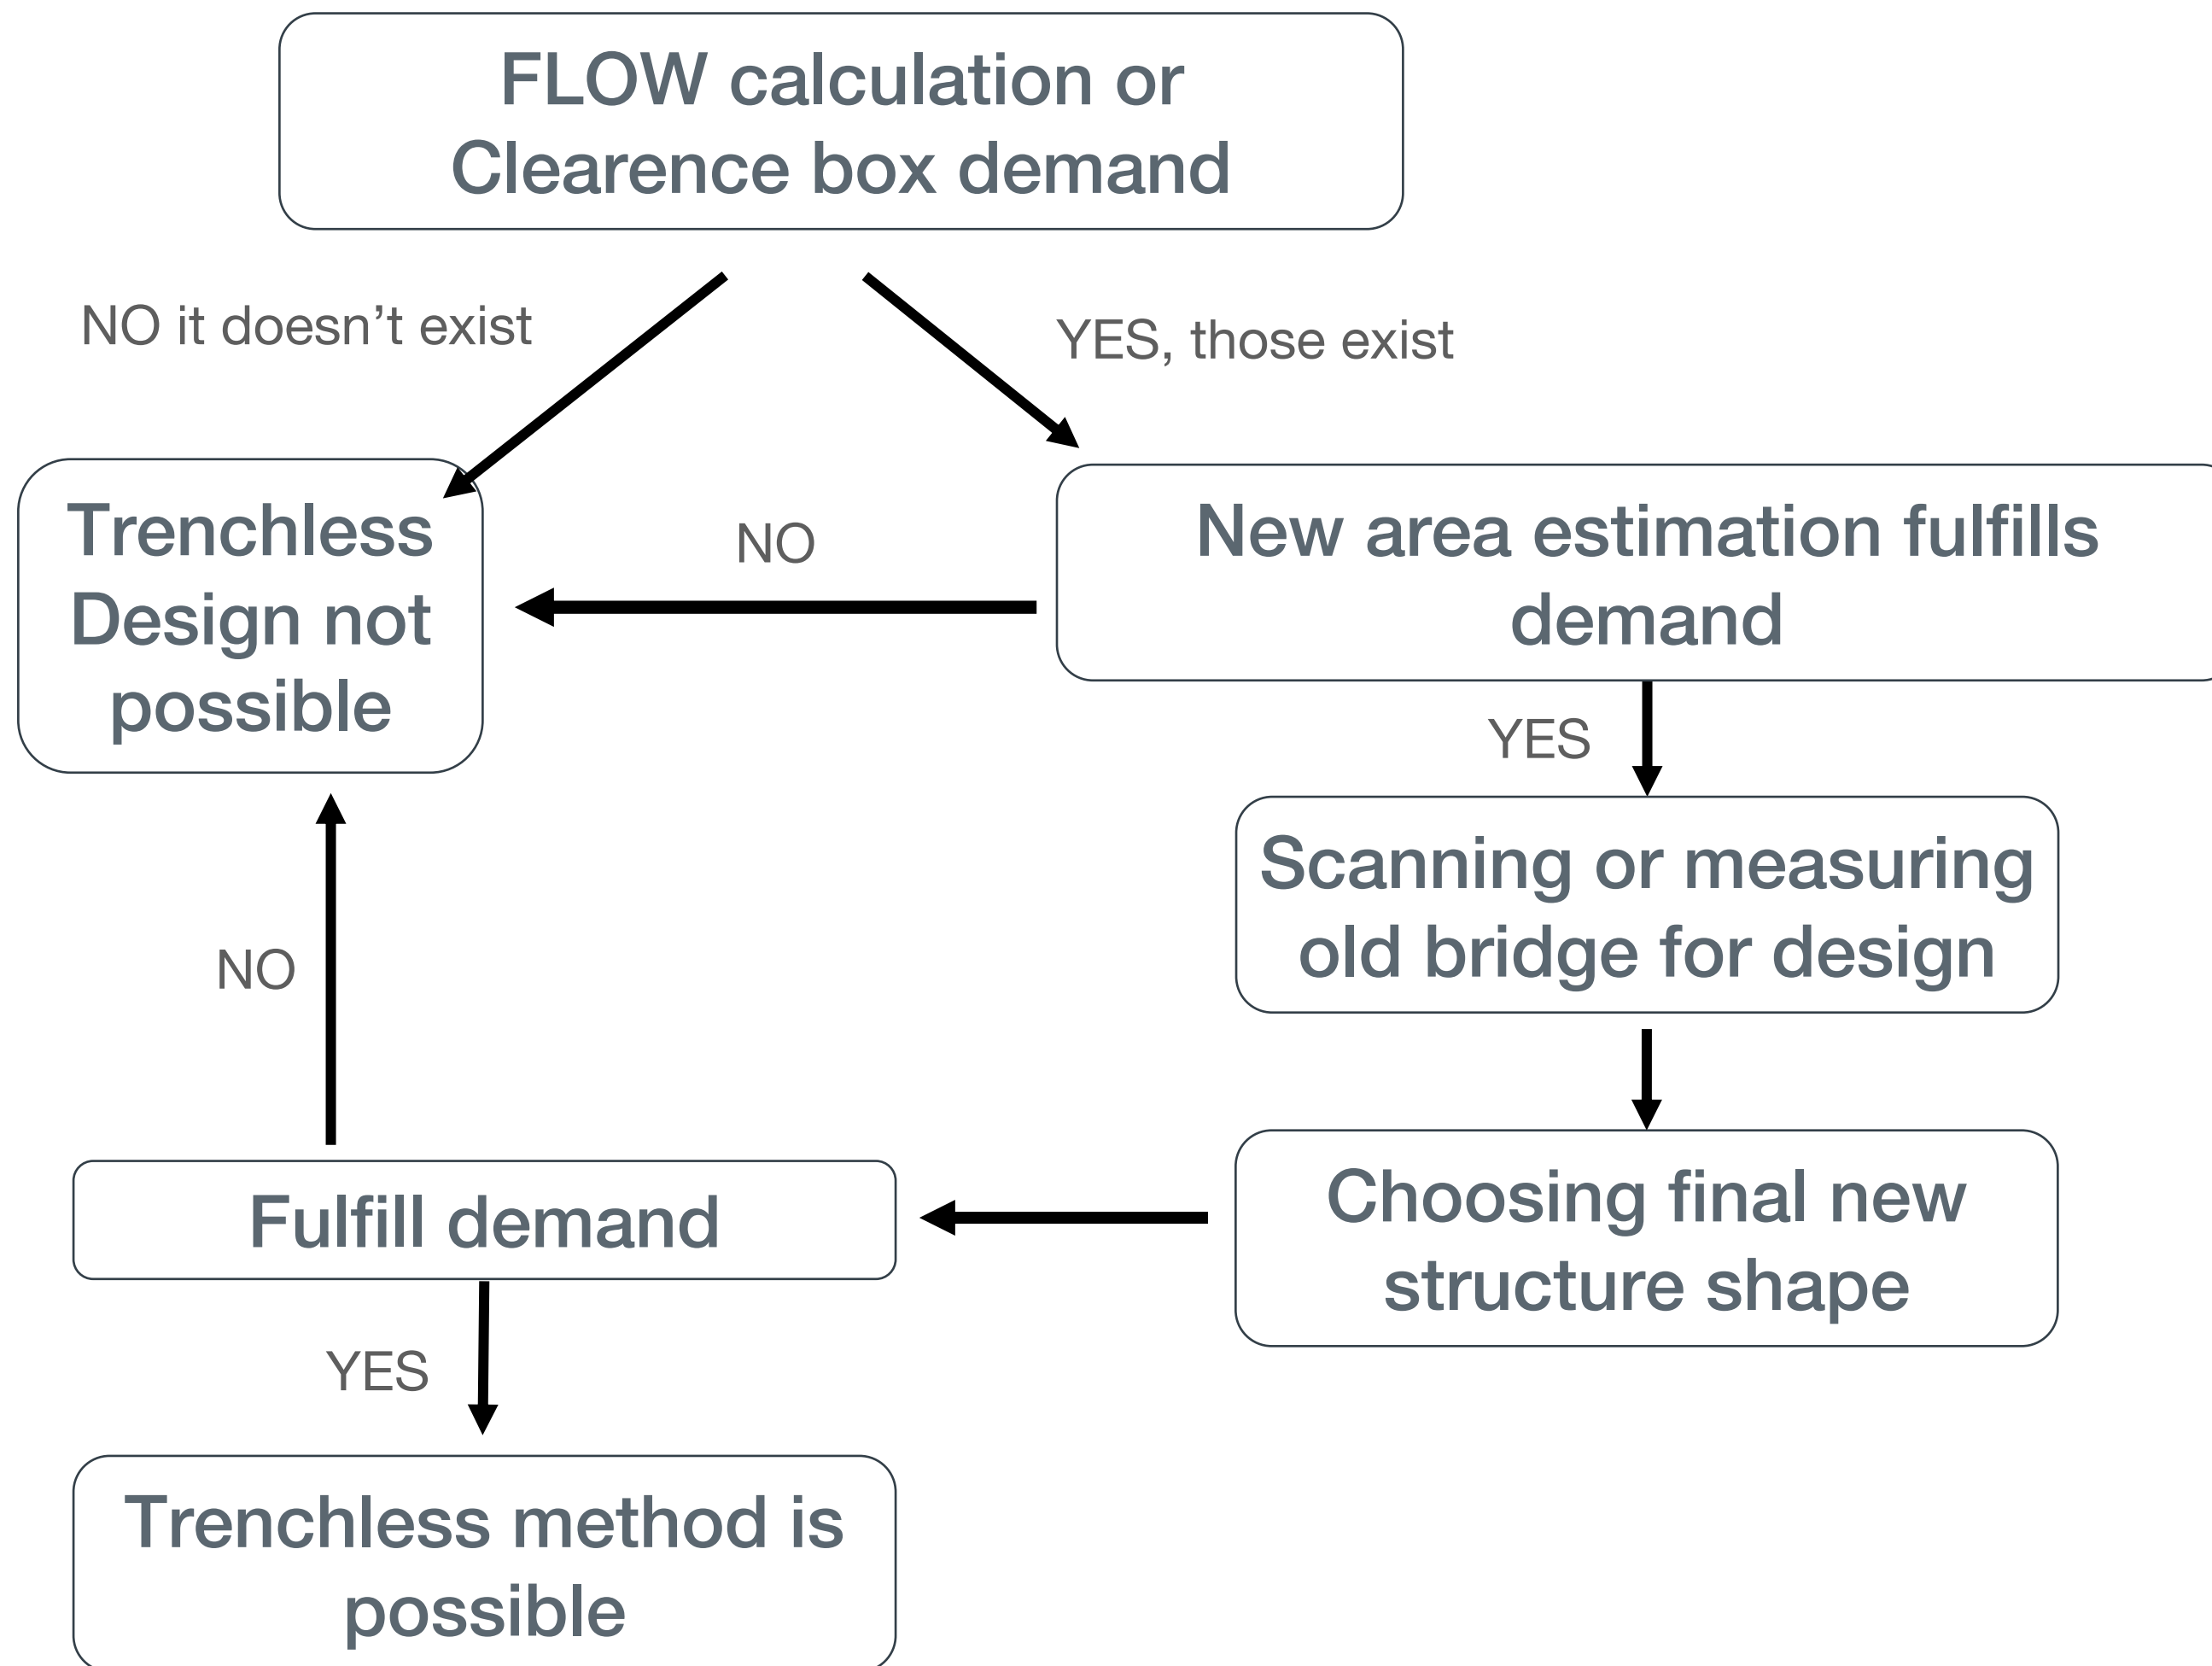 FLOW calculation or
Clearence box demand
NO it doesn't exist
YES, those exist
Trenchless
Design not
possible
NO
New area estimation fulfills
demand
YES
Scanning or measuring
old bridge for design
NO
Choosing final new
structure shape
Fulfill demand
YES
Trenchless method is
possible